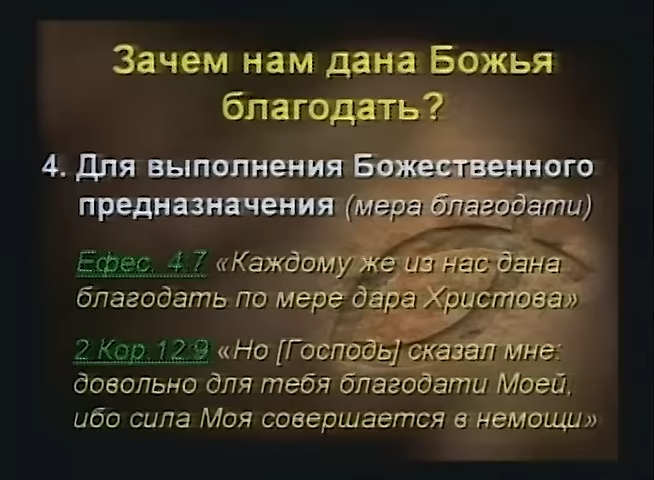 Зачем нам дана Божья
благодать?
4. Для выполнения Божественного
предназначения (мера благодати)
Ефес. 4:7 «Каждому же из нас дана
благодать по мере дара Христова»
2 Кор.12:9 «Но [Господь] сказал мне:
довольно для тебя благодати Моей,
ибо сила Моя совершается в немощи»